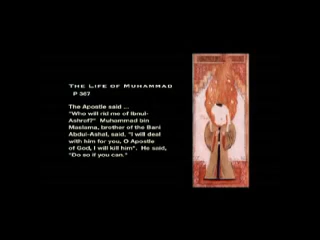 The Life of Muhammad
P 367
The Apostle said ...
"Who will rid me of Ibnul-
Ashrof?" Muhammad bin
Maslama, brother of the Bani
Abdul-Ashal, said, "I will deal
with him for you, O Apostle
of God, I will kill him". He said,
"Do so if you can."